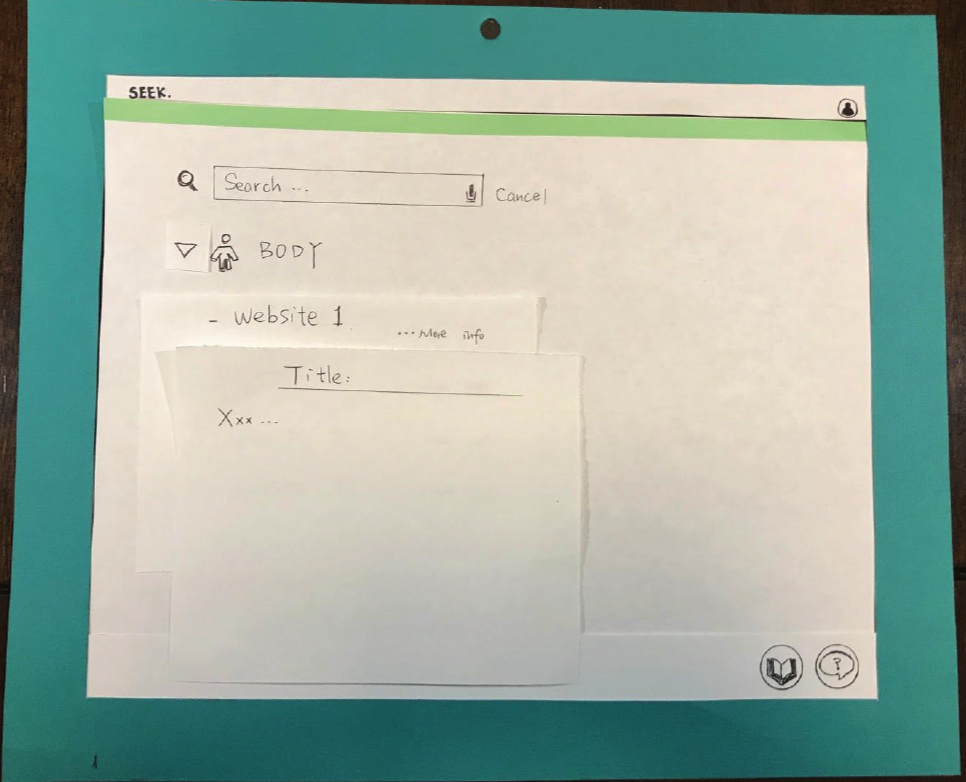 SEEK.
Search ... Cancel
BODY
- Website 1
... More info
Title:
Xxx ...
?